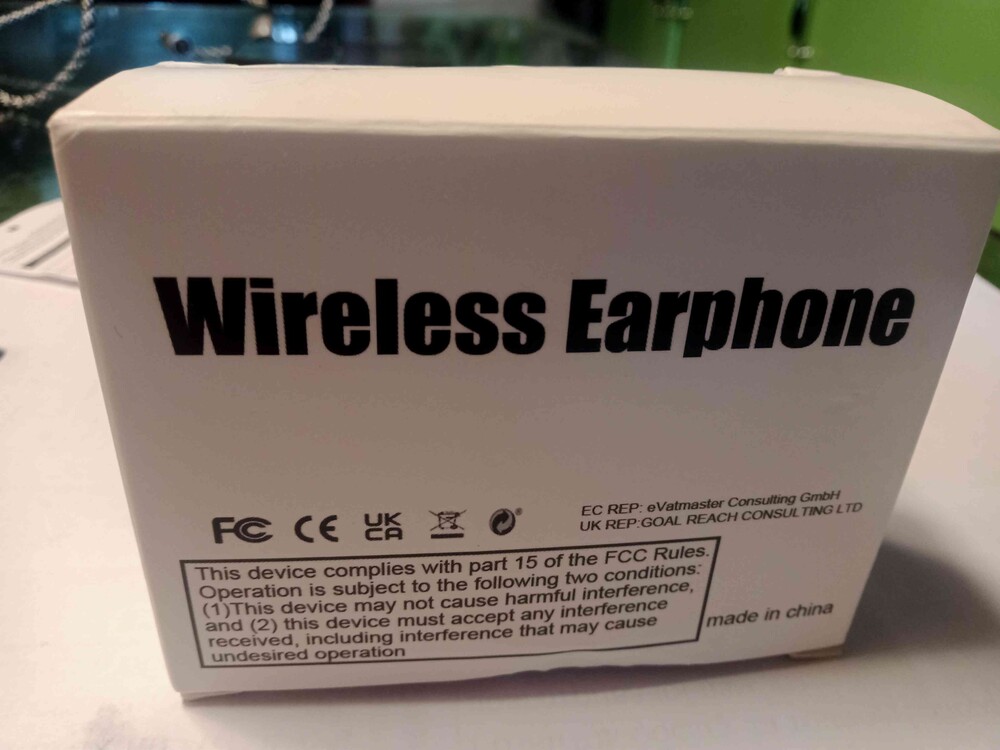 Wireless Earphone
FC CE UK
CA
EC REP: eVatmaster Consulting GmbH
UK REP:GOAL REACH CONSULTING LTD
This device complies with part 15 of the FCC Rules.
Operation is subject to the following two conditions:
(1)This device may not cause harmful interference,
and (2) this device must accept any interference
received, including interference that may cause
undesired operation
made in china